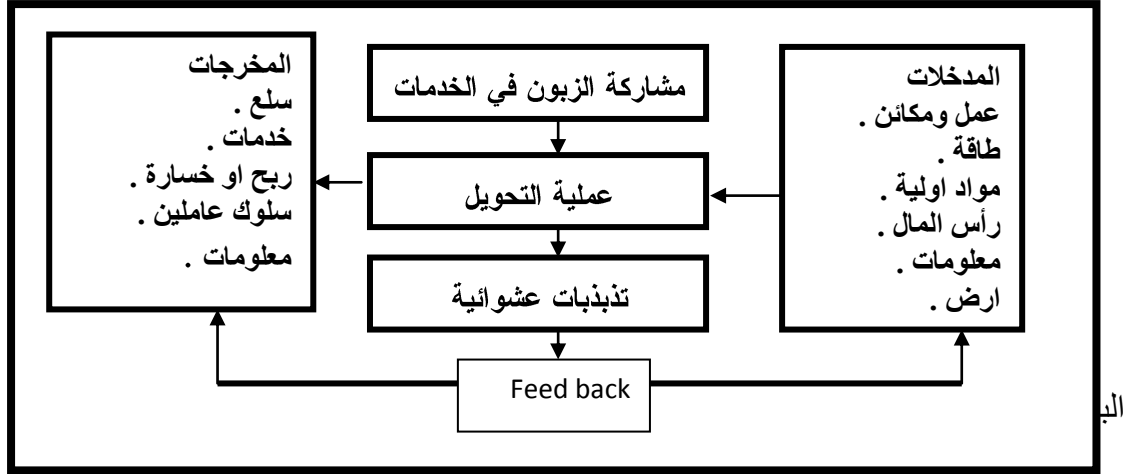 المدخلات
عمل ومكائن .
طاقة .
مواد اولية .
رأس المال .
معلومات .
ارض .
مشاركة الزبون في الخدمات
عملية التحويل
تذبذبات عشوائية
Feed back
المخرجات
سلع .
خدمات .
ربح او خسارة .
سلوك عاملين .
معلومات .